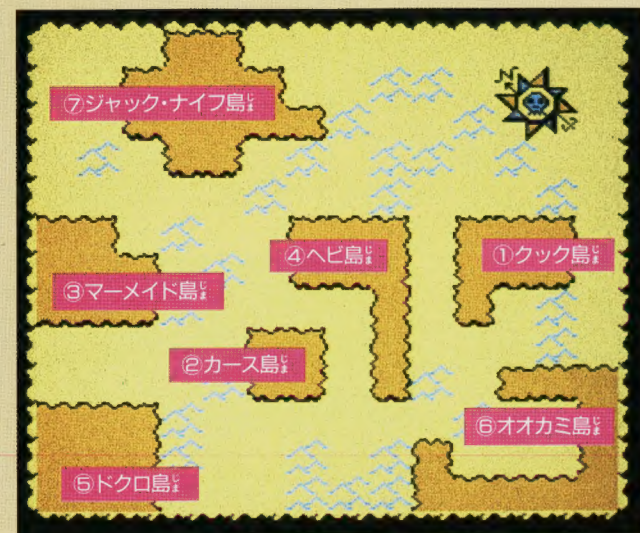 N
⑦ジャック・ナイフ島じま
S
④ヘビ島じま
①クック島じま
③マーメイド島じま
②カース島じま
⑥オオカミ島じま
⑤ドクロ島じま